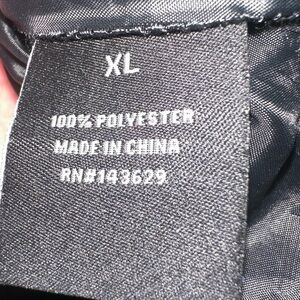 XL
100% POLYESTER
MADE IN CHINA
RN#143629